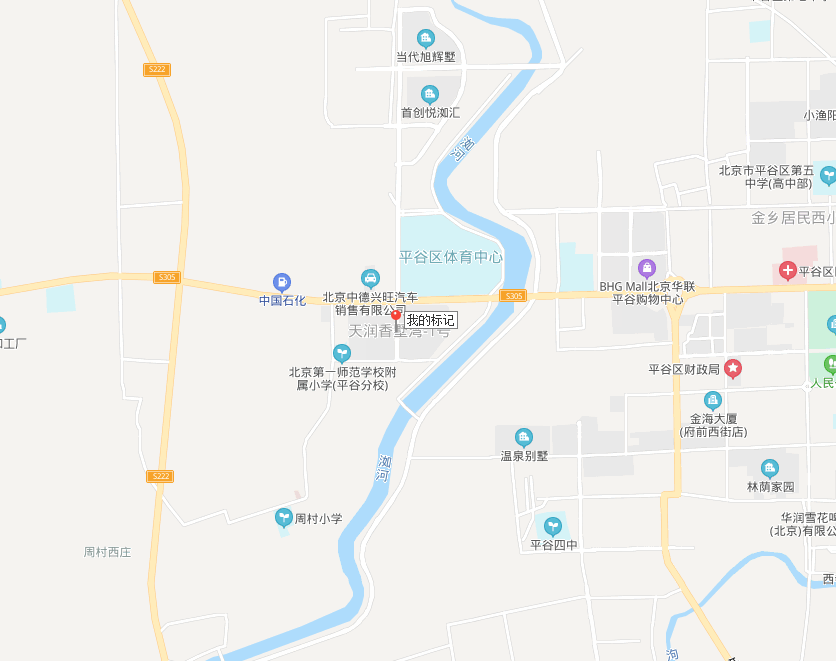 当代旭辉墅
S222
首创悦洳汇
小渔阳
洳河
北京市平谷区第五
中学(高中部)
金乡居民西小
平谷区体育中心
S305
平谷区
BHG Mall北京华联
平谷购物中心
中国石化
北京中德兴旺汽车
销售有限公司
S305
我的标记
天润香墅湾1号
工厂
北京第一师范学校附
属小学(平谷分校)
平谷区财政局
人民
金海大厦
(府前西街店)
温泉别墅
洳河
S222
林荫家园
周村小学
华润雪花啤
(北京)有限公
平谷四中
周村西庄
西